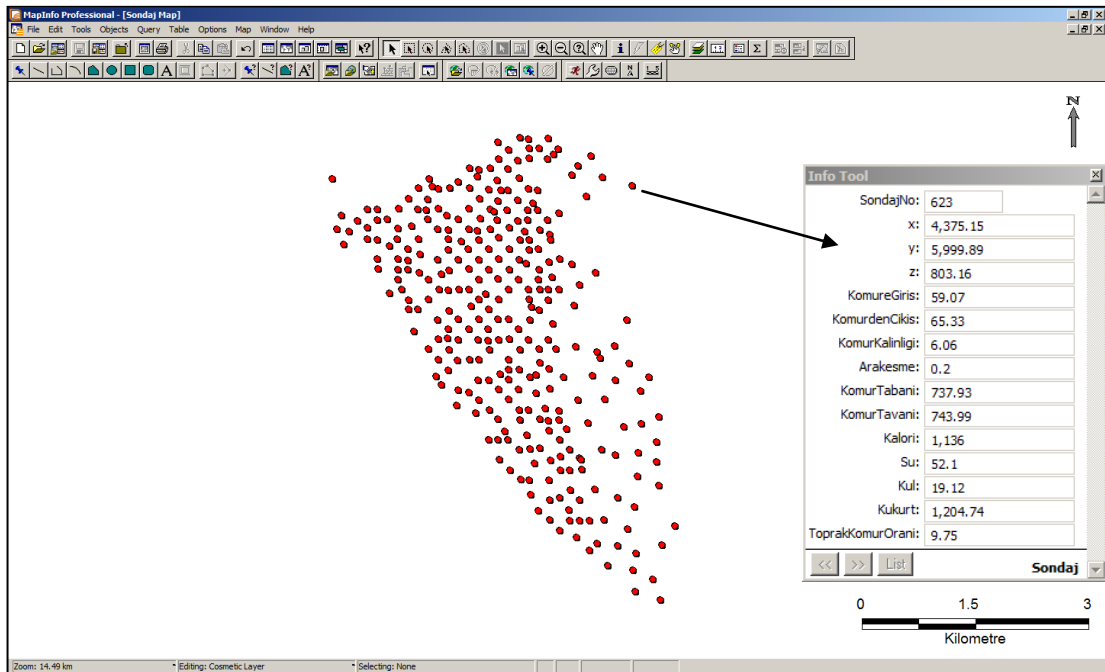 MapInfo Professional - [Sondaj Map]
File Edit Tools Objects Query Table Options Map Window Help
N
Info Tool
SondajNo: 623
x: 4,375.15
y: 5,999.89
z: 803.16
KomureGiris: 59.07
KomurdenCikis: 65.33
KomurKalinligi: 6.06
Arakesme: 0.2
KomurTabani: 737.93
KomurTavani: 743.99
Kalori: 1,136
Su: 52.1
Kul: 19.12
Kukurt: 1,204.74
ToprakKomurOrani: 9.75
<< >> List Sondaj
0 1.5 3
Kilometre
Zoom: 14.49 km Editing: Cosmetic Layer Selecting: None